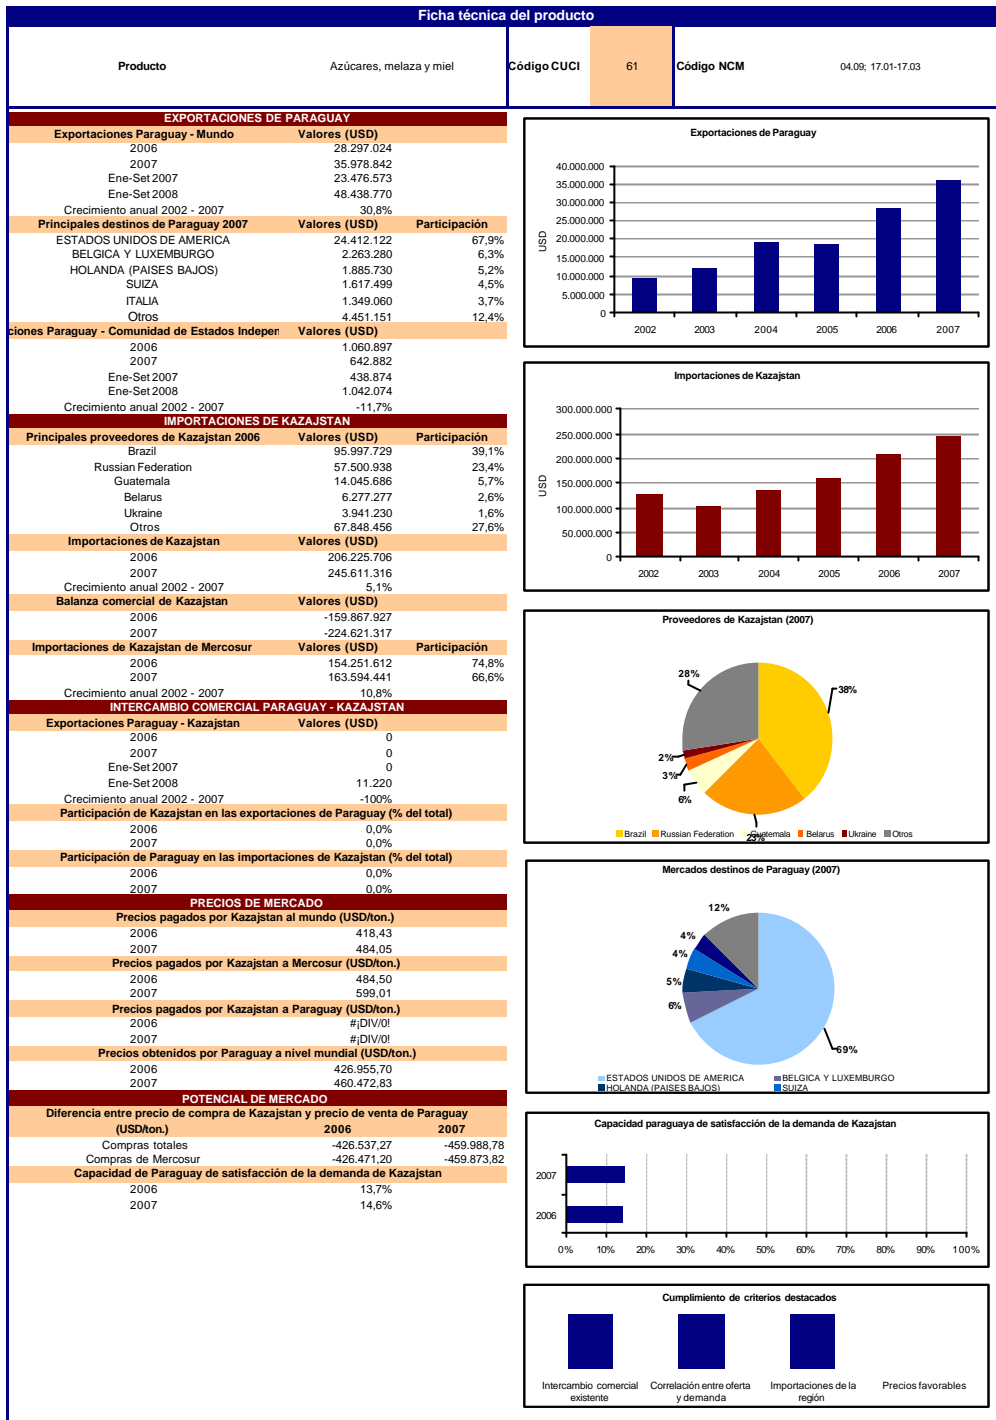 Ficha técnica del producto
Producto Azúcares, melaza y miel Código CUCI 61 Código NCM 04.09; 17.01-17.03
EXPORTACIONES DE PARAGUAY
Exportaciones Paraguay - Mundo Valores (USD)
2006 28.297.024
2007 35.978.842
Ene-Set 2007 23.476.573
Ene-Set 2008 48.438.770
Crecimiento anual 2002 - 2007 30,8%
Principales destinos de Paraguay 2007 Valores (USD) Participación
ESTADOS UNIDOS DE AMERICA 24.412.122 67,9%
BELGICA Y LUXEMBURGO 2.263.280 6,3%
HOLANDA (PAISES BAJOS) 1.885.730 5,2%
SUIZA 1.617.499 4,5%
ITALIA 1.349.060 3,7%
Otros 4.451.151 12,4%
ciones Paraguay - Comunidad de Estados Indepen Valores (USD)
2006 1.060.897
2007 642.882
Ene-Set 2007 438.874
Ene-Set 2008 1.042.074
Crecimiento anual 2002 - 2007 -11,7%
IMPORTACIONES DE KAZAJSTAN
Principales proveedores de Kazajstan 2006 Valores (USD) Participación
Brazil 95.997.729 39,1%
Russian Federation 57.500.938 23,4%
Guatemala 14.045.686 5,7%
Belarus 6.277.277 2,6%
Ukraine 3.941.230 1,6%
Otros 67.848.456 27,6%
Importaciones de Kazajstan Valores (USD)
2006 206.225.706
2007 245.611.316
Crecimiento anual 2002 - 2007 5,1%
Balanza comercial de Kazajstan Valores (USD)
2006 -159.867.927
2007 -224.621.317
Importaciones de Kazajstan de Mercosur Valores (USD) Participación
2006 154.251.612 74,8%
2007 163.594.441 66,6%
Crecimiento anual 2002 - 2007 10,8%
INTERCAMBIO COMERCIAL PARAGUAY - KAZAJSTAN
Exportaciones Paraguay - Kazajstan Valores (USD)
2006 0
2007 0
Ene-Set 2007 0
Ene-Set 2008 11.220
Crecimiento anual 2002 - 2007 -100%
Participación de Kazajstan en las exportaciones de Paraguay (% del total)
2006 0,0%
2007 0,0%
Participación de Paraguay en las importaciones de Kazajstan (% del total)
2006 0,0%
2007 0,0%
PRECIOS DE MERCADO
Precios pagados por Kazajstan al mundo (USD/ton.)
2006 418,43
2007 484,05
Precios pagados por Kazajstan a Mercosur (USD/ton.)
2006 484,50
2007 599,01
Precios pagados por Kazajstan a Paraguay (USD/ton.)
2006 #¡DIV/0!
2007 #¡DIV/0!
Precios obtenidos por Paraguay a nivel mundial (USD/ton.)
2006 426.955,70
2007 460.472,83
POTENCIAL DE MERCADO
Diferencia entre precio de compra de Kazajstan y precio de venta de Paraguay
(USD/ton.) 2006 2007
Compras totales -426.537,27 -459.988,78
Compras de Mercosur -426.471,20 -459.873,82
Capacidad de Paraguay de satisfacción de la demanda de Kazajstan
2006 13,7%
2007 14,6%
Exportaciones de Paraguay
USD
40.000.000
35.000.000
30.000.000
25.000.000
20.000.000
15.000.000
10.000.000
5.000.000
0
2002 2003 2004 2005 2006 2007
Importaciones de Kazajstan
USD
300.000.000
250.000.000
200.000.000
150.000.000
100.000.000
50.000.000
0
2002 2003 2004 2005 2006 2007
Proveedores de Kazajstan (2007)
28%
38%
2%
3%
6%
23%
Brazil Russian Federation Guatemala Belarus Ukraine Otros
Mercados destinos de Paraguay (2007)
12%
4%
4%
5%
6%
69%
ESTADOS UNIDOS DE AMERICA BELGICA Y LUXEMBURGO
HOLANDA (PAISES BAJOS) SUIZA
Capacidad paraguaya de satisfacción de la demanda de Kazajstan
2007
2006
0% 10% 20% 30% 40% 50% 60% 70% 80% 90% 100%
Cumplimiento de criterios destacados
Intercambio comercial existente
Correlación entre oferta y demanda
Importaciones de la región
Precios favorables